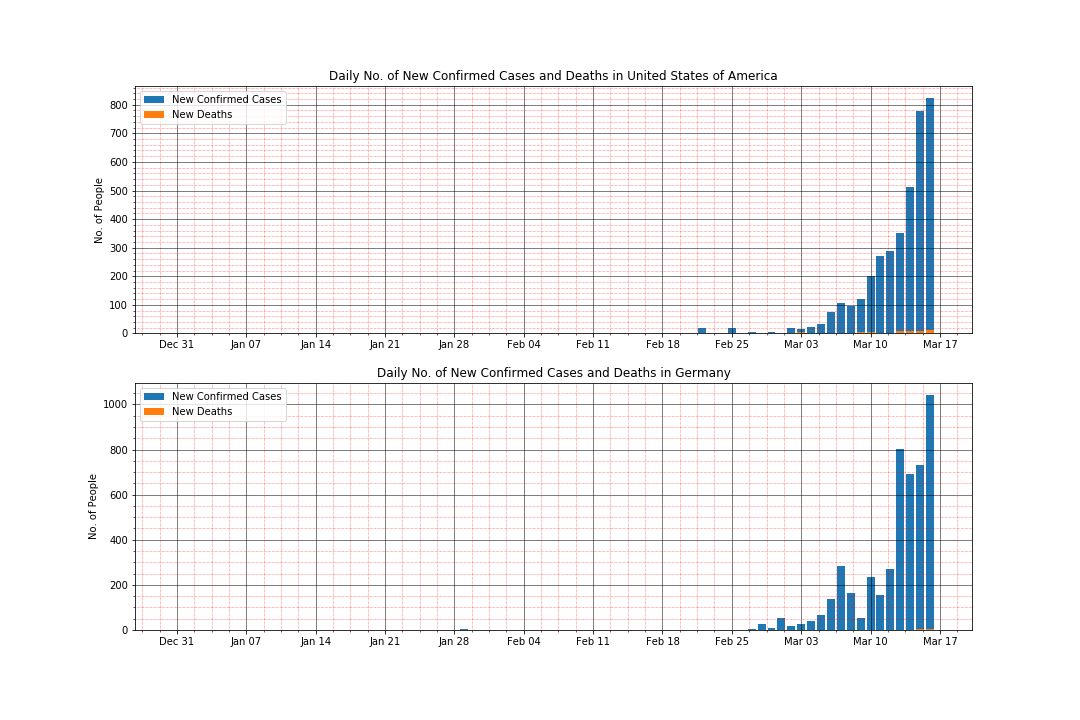 Daily No. of New Confirmed Cases and Deaths in United States of America
New Confirmed Cases
New Deaths
No. of People
800
700
600
500
400
300
200
100
0
Dec 31 Jan 07 Jan 14 Jan 21 Jan 28 Feb 04 Feb 11 Feb 18 Feb 25 Mar 03 Mar 10 Mar 17
Daily No. of New Confirmed Cases and Deaths in Germany
New Confirmed Cases
New Deaths
No. of People
1000
800
600
400
200
0
Dec 31 Jan 07 Jan 14 Jan 21 Jan 28 Feb 04 Feb 11 Feb 18 Feb 25 Mar 03 Mar 10 Mar 17